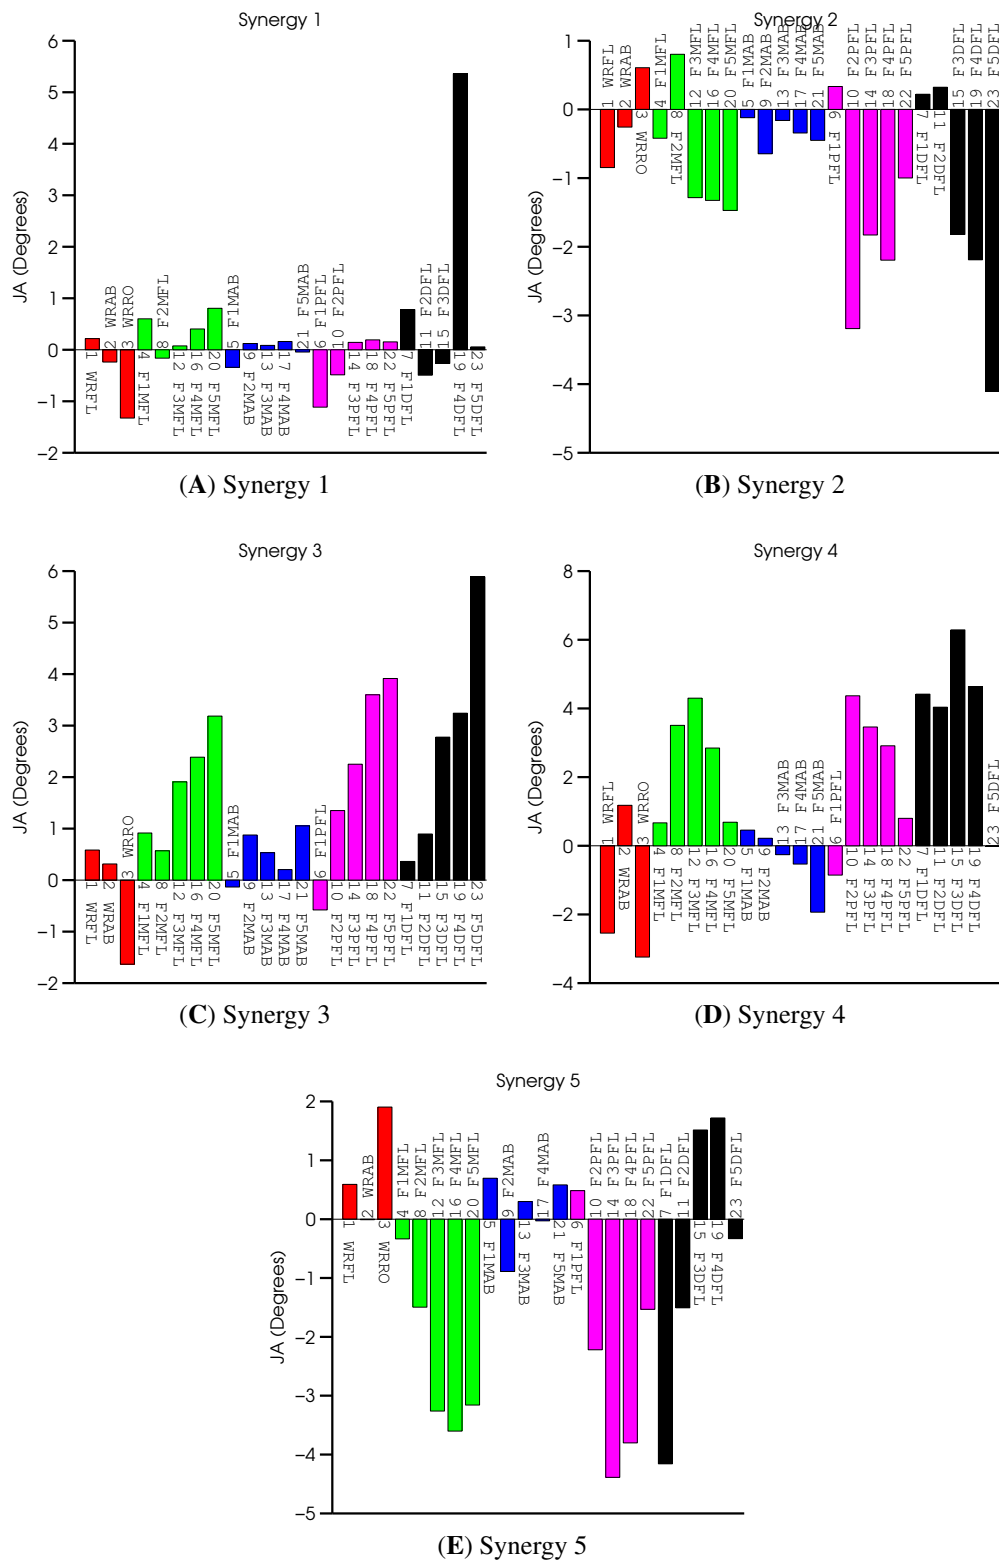 Synergy 1
6
5
4
3
2
1
0
−1
−2
JA (Degrees)
1 WRFL
2 WRAB
3 WRRO
4 F1MFL
8 F2MFL
12 F3MFL
16 F4MFL
20 F5MFL
5 F1MAB
9 F2MAB
13 F3MAB
17 F4MAB
21 F5MAB
6 F1PFL
10 F2PFL
14 F3PFL
18 F4PFL
22 F5PFL
7 F1DFL
11 F2DFL
15 F3DFL
19 F4DFL
23 F5DFL
(A) Synergy 1
Synergy 2
1
0
−1
−2
−3
−4
−5
JA (Degrees)
1 WRFL
2 WRAB
3 WRRO
4 F1MFL
8 F2MFL
12 F3MFL
16 F4MFL
20 F5MFL
5 F1MAB
9 F2MAB
13 F3MAB
17 F4MAB
21 F5MAB
6 F1PFL
10 F2PFL
14 F3PFL
18 F4PFL
22 F5PFL
7 F1DFL
11 F2DFL
15 F3DFL
19 F4DFL
23 F5DFL
(B) Synergy 2
Synergy 3
6
5
4
3
2
1
0
−1
−2
JA (Degrees)
1 WRFL
2 WRAB
3 WRRO
4 F1MFL
8 F2MFL
12 F3MFL
16 F4MFL
20 F5MFL
5 F1MAB
9 F2MAB
13 F3MAB
17 F4MAB
21 F5MAB
6 F1PFL
10 F2PFL
14 F3PFL
18 F4PFL
22 F5PFL
7 F1DFL
11 F2DFL
15 F3DFL
19 F4DFL
23 F5DFL
(C) Synergy 3
Synergy 4
8
6
4
2
0
−2
−4
JA (Degrees)
1 WRFL
2 WRAB
3 WRRO
4 F1MFL
8 F2MFL
12 F3MFL
16 F4MFL
20 F5MFL
5 F1MAB
9 F2MAB
13 F3MAB
17 F4MAB
21 F5MAB
6 F1PFL
10 F2PFL
14 F3PFL
18 F4PFL
22 F5PFL
7 F1DFL
11 F2DFL
15 F3DFL
19 F4DFL
23 F5DFL
(D) Synergy 4
Synergy 5
2
1
0
−1
−2
−3
−4
−5
JA (Degrees)
1 WRFL
2 WRAB
3 WRRO
4 F1MFL
8 F2MFL
12 F3MFL
16 F4MFL
20 F5MFL
5 F1MAB
9 F2MAB
13 F3MAB
17 F4MAB
21 F5MAB
6 F1PFL
10 F2PFL
14 F3PFL
18 F4PFL
22 F5PFL
7 F1DFL
11 F2DFL
15 F3DFL
19 F4DFL
23 F5DFL
(E) Synergy 5